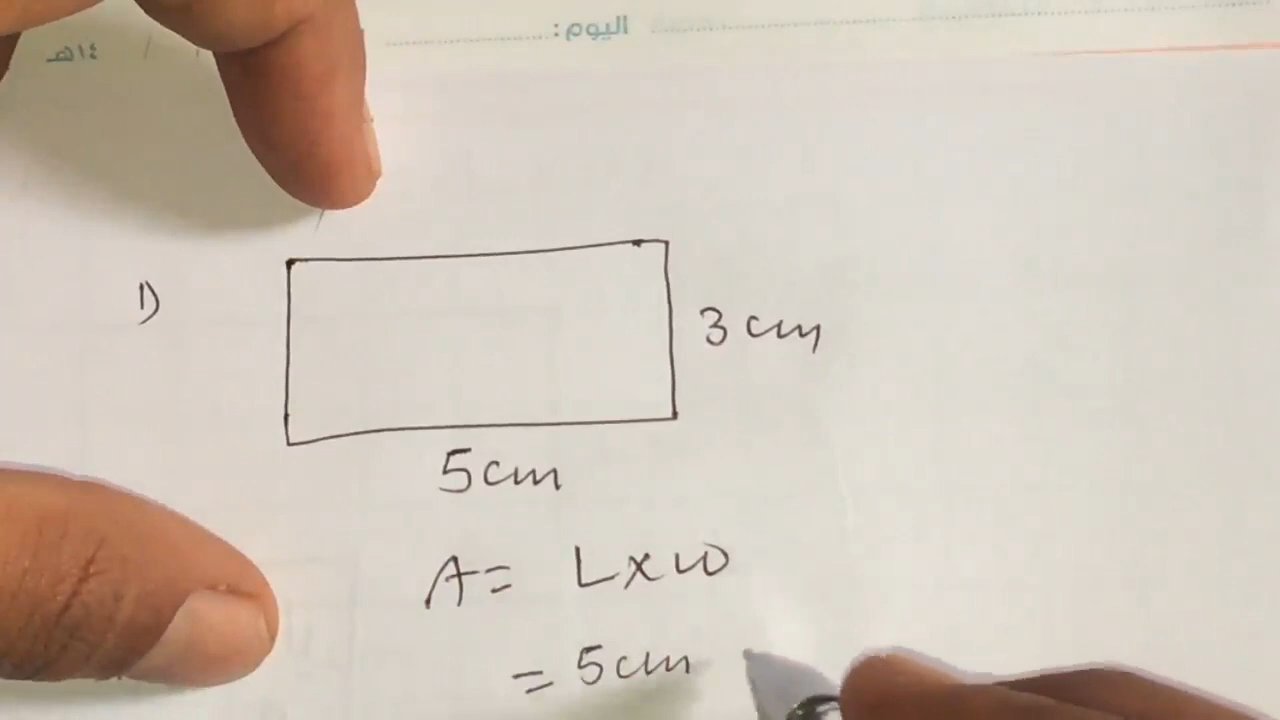 اليوم:
/ / ١٤هـ
1)
3 cm
5cm
A = L x w
= 5cm